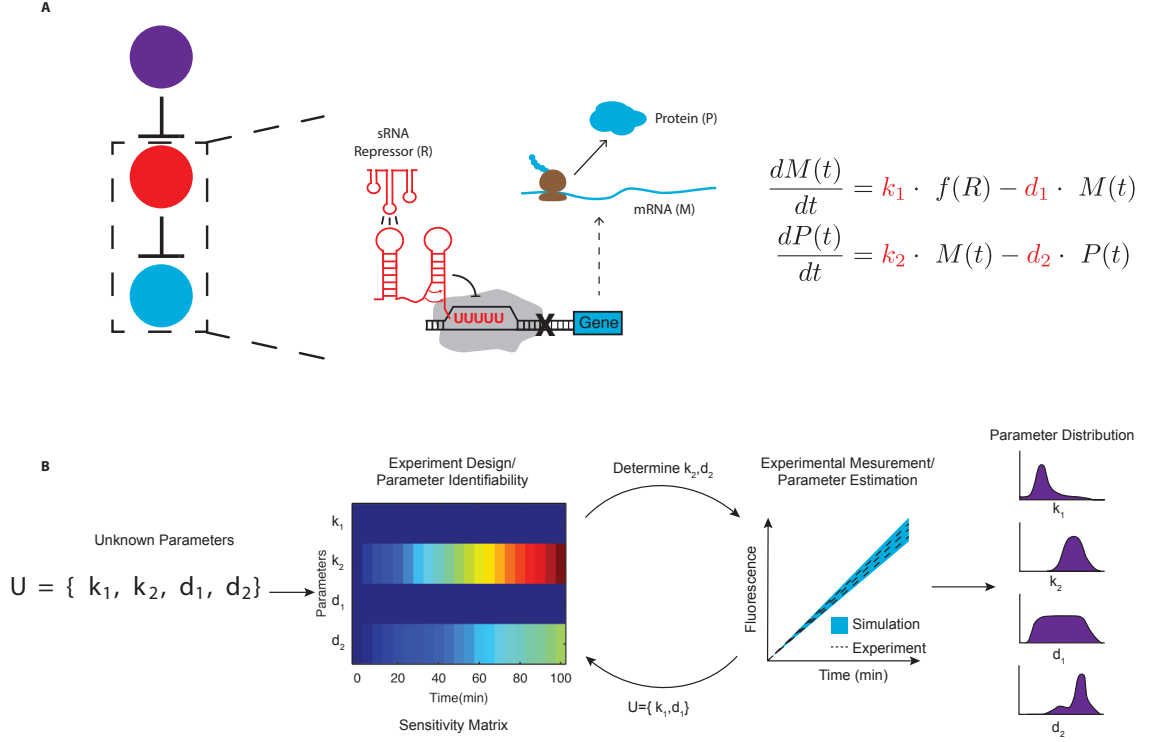 A
sRNA
Repressor (R)
Protein (P)
mRNA (M)
UUUUU
X
Gene
dM(t)/dt = k₁ · f(R) − d₁ · M(t)
dP(t)/dt = k₂ · M(t) − d₂ · P(t)
B
Unknown Parameters
U = { k₁, k₂, d₁, d₂}
Experiment Design/
Parameter Identifiability
Parameters
k₁
k₂
d₁
d₂
0 20 40 60 80 100
Time(min)
Sensitivity Matrix
Determine k₂,d₂
U={ k₁,d₁}
Experimental Mesurement/
Parameter Estimation
Fluorescence
Simulation
Experiment
Time (min)
Parameter Distribution
k₁
k₂
d₁
d₂